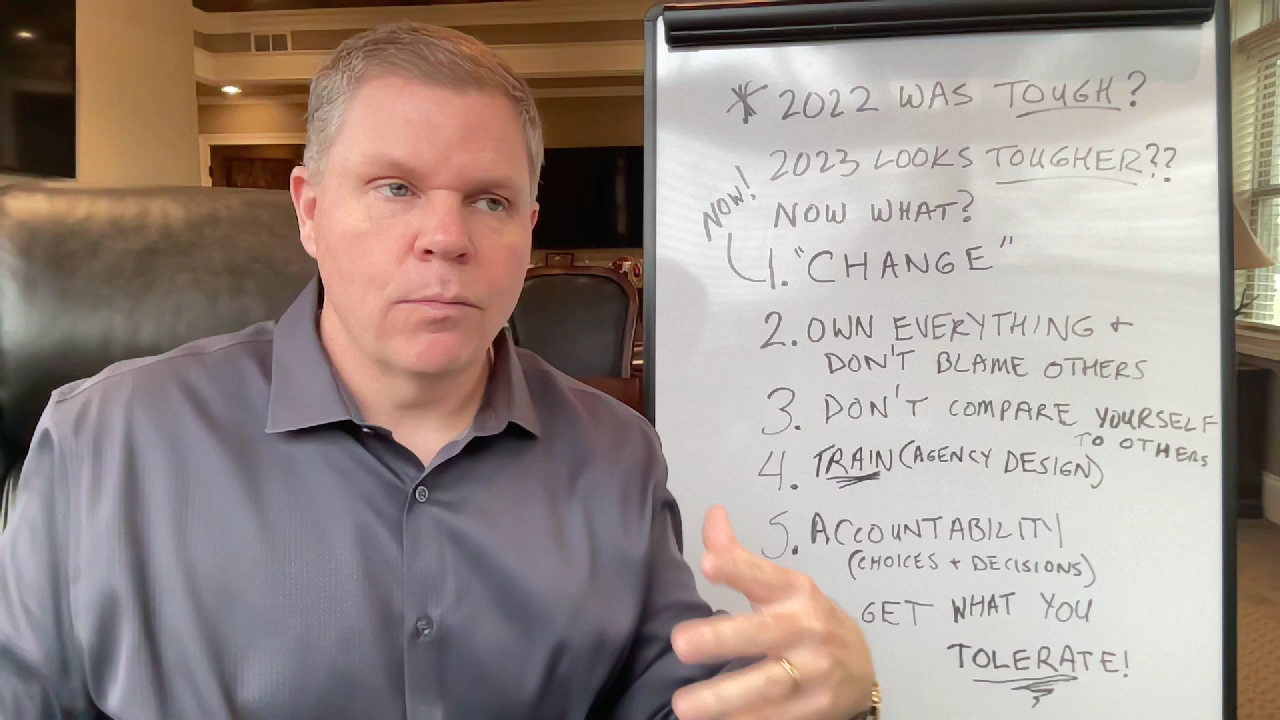 * 2022 WAS TOUGH?
2023 LOOKS TOUGHER??
NOW!
NOW WHAT?
1. "CHANGE"
2. OWN EVERYTHING +
DON'T BLAME OTHERS
3. DON'T COMPARE YOURSELF
TO OTHERS
4. TRAIN (AGENCY DESIGN)
5. ACCOUNTABILITY
(CHOICES + DECISIONS)
GET WHAT YOU
TOLERATE!